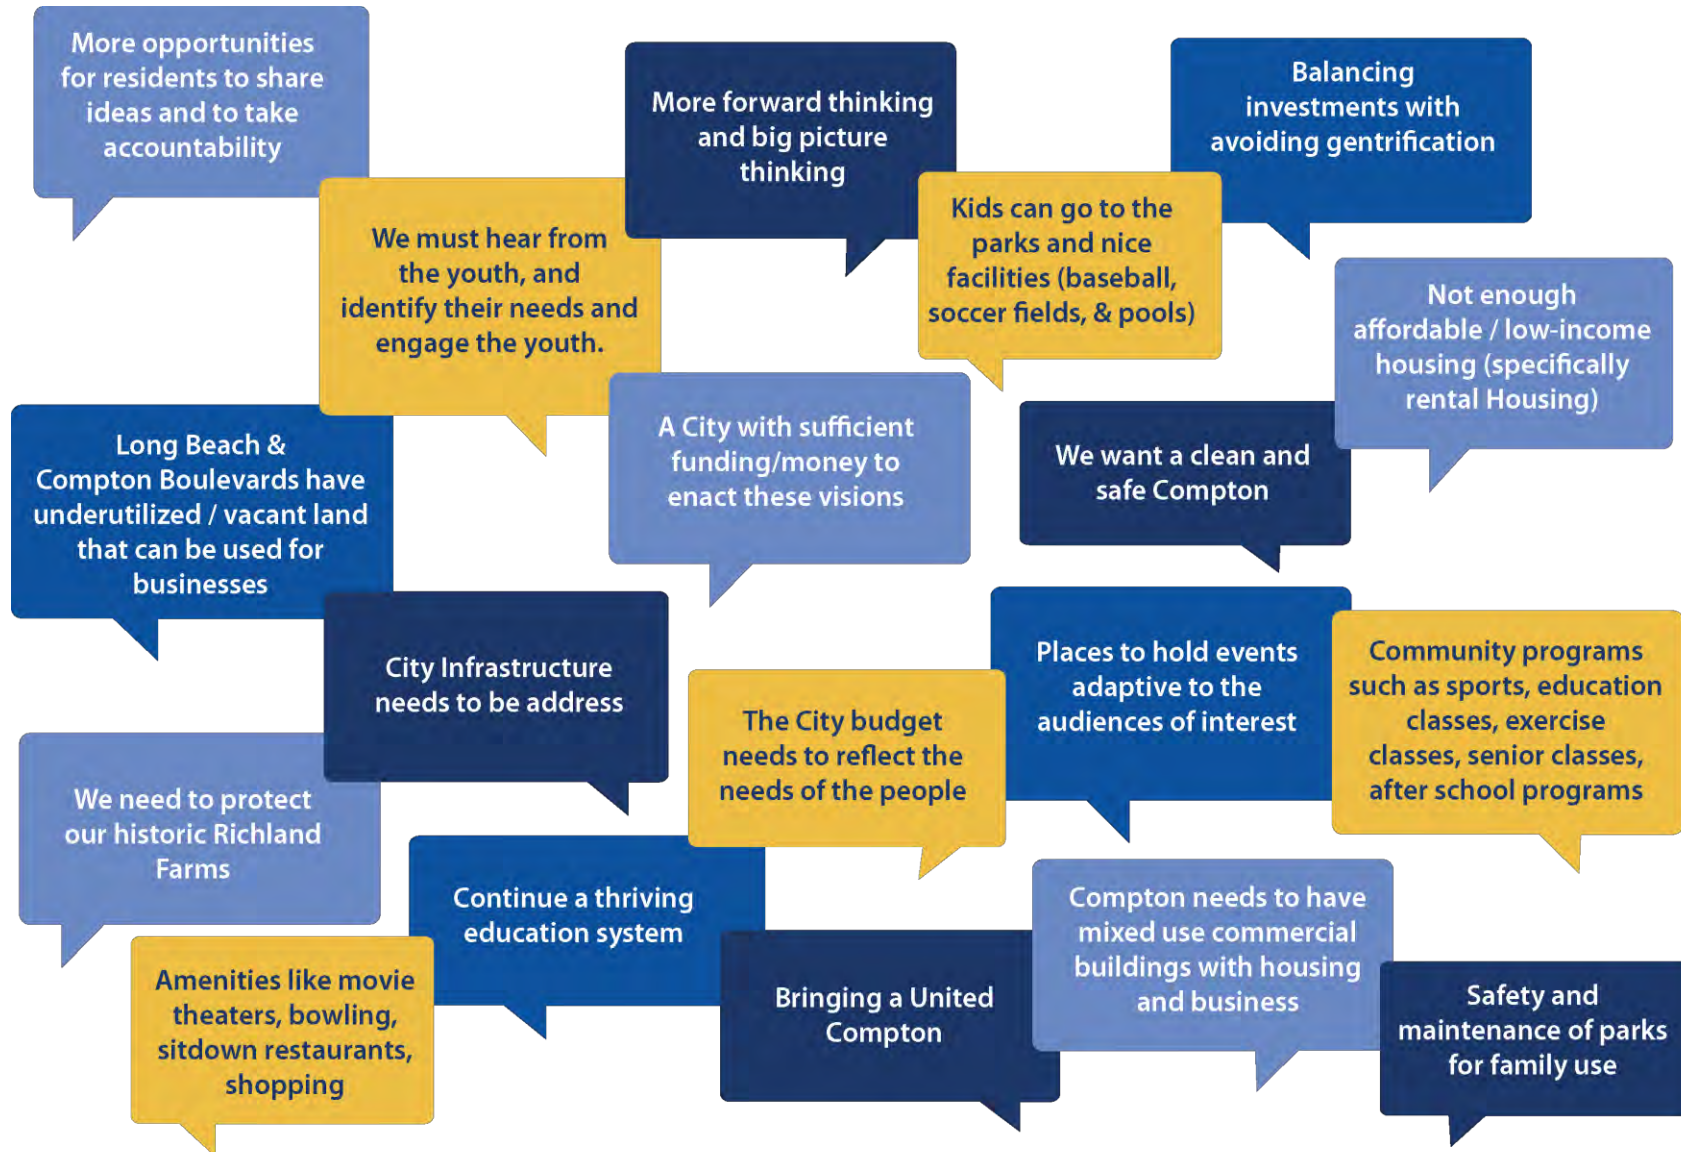 More opportunities
for residents to share
ideas and to take
accountability
More forward thinking
and big picture
thinking
Balancing
investments with
avoiding gentrification
We must hear from
the youth, and
identify their needs and
engage the youth.
Kids can go to the
parks and nice
facilities (baseball,
soccer fields, & pools)
Not enough
affordable / low-income
housing (specifically
rental Housing)
Long Beach &
Compton Boulevards have
underutilized / vacant land
that can be used for
businesses
A City with sufficient
funding/money to
enact these visions
We want a clean and
safe Compton
City Infrastructure
needs to be address
The City budget
needs to reflect the
needs of the people
Places to hold events
adaptive to the
audiences of interest
Community programs
such as sports, education
classes, exercise
classes, senior classes,
after school programs
We need to protect
our historic Richland
Farms
Continue a thriving
education system
Compton needs to have
mixed use commercial
buildings with housing
and business
Amenities like movie
theaters, bowling,
sitdown restaurants,
shopping
Bringing a United
Compton
Safety and
maintenance of parks
for family use